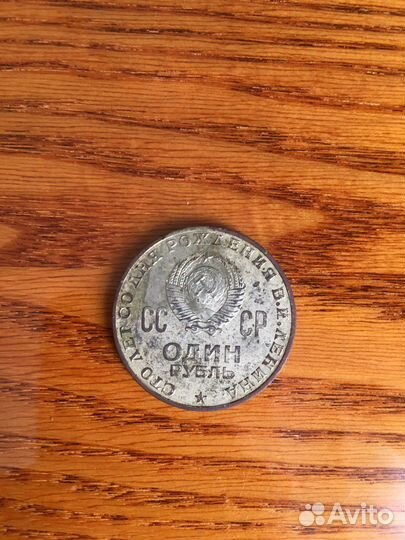 СТО ЛЕТ СО ДНЯ РОЖДЕНИЯ В.И.ЛЕНИНА
СС СР
ОДИН
РУБЛЬ
Avito